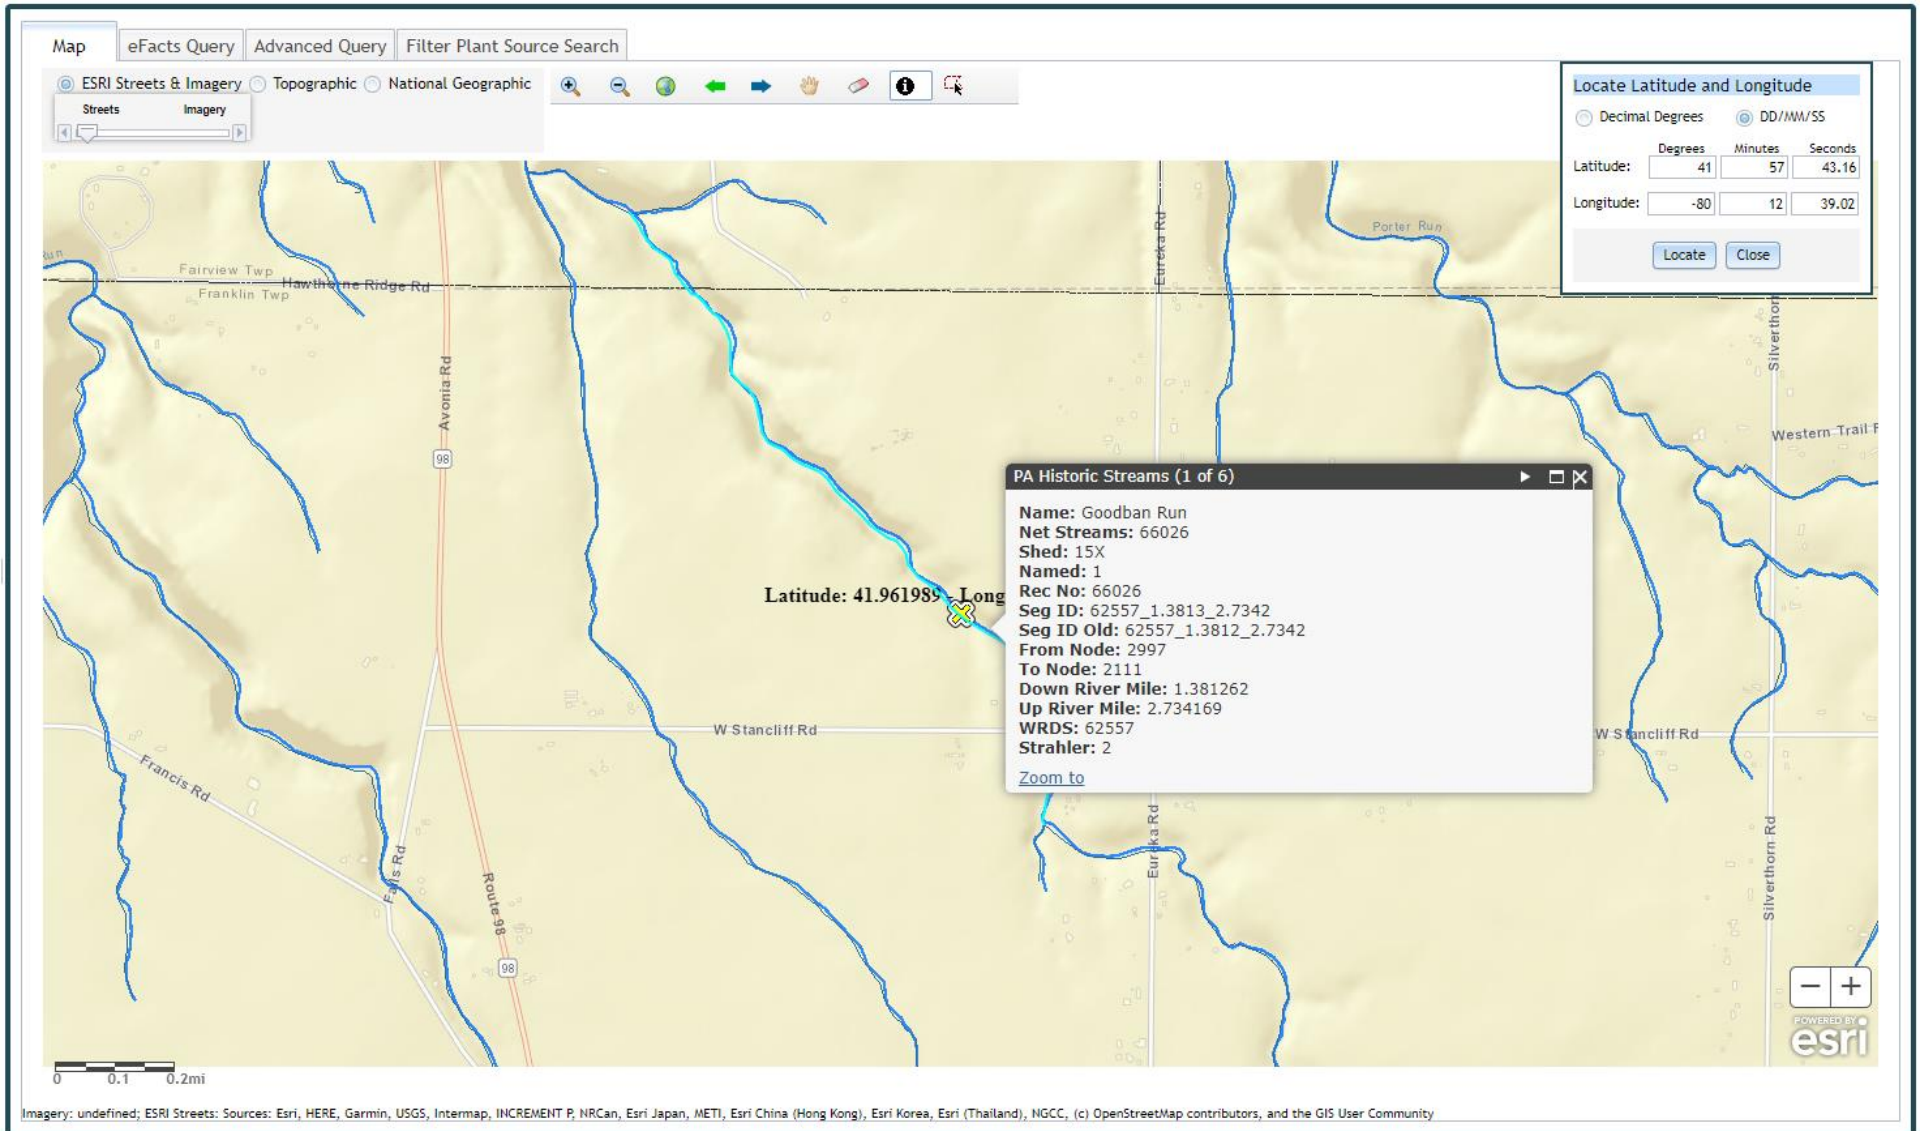 Map
eFacts Query
Advanced Query
Filter Plant Source Search
ESRI Streets & Imagery
Topographic
National Geographic
Streets
Imagery
Locate Latitude and Longitude
Decimal Degrees
DD/MM/SS
Degrees
Minutes
Seconds
Latitude:
41
57
43.16
Longitude:
-80
12
39.02
Locate
Close
Porter Run
Eureka Rd
Run
Fairview Twp
Hawthorne Ridge Rd
Franklin Twp
Silverthorn
Avonia Rd
98
Western Trail R
PA Historic Streams (1 of 6)
Name: Goodban Run
Net Streams: 66026
Shed: 15X
Named: 1
Rec No: 66026
Seg ID: 62557_1.3813_2.7342
Seg ID Old: 62557_1.3812_2.7342
From Node: 2997
To Node: 2111
Down River Mile: 1.381262
Up River Mile: 2.734169
WRDS: 62557
Strahler: 2
Zoom to
Latitude: 41.961989 - Long
W Stancliff Rd
W Stancliff Rd
Francis Rd
Falls Rd
Route 98
98
Eureka Rd
Silverthorn Rd
POWERED BY
esri
0 0.1 0.2mi
Imagery: undefined; ESRI Streets: Sources: Esri, HERE, Garmin, USGS, Intermap, INCREMENT P, NRCan, Esri Japan, METI, Esri China (Hong Kong), Esri Korea, Esri (Thailand), NGCC, (c) OpenStreetMap contributors, and the GIS User Community